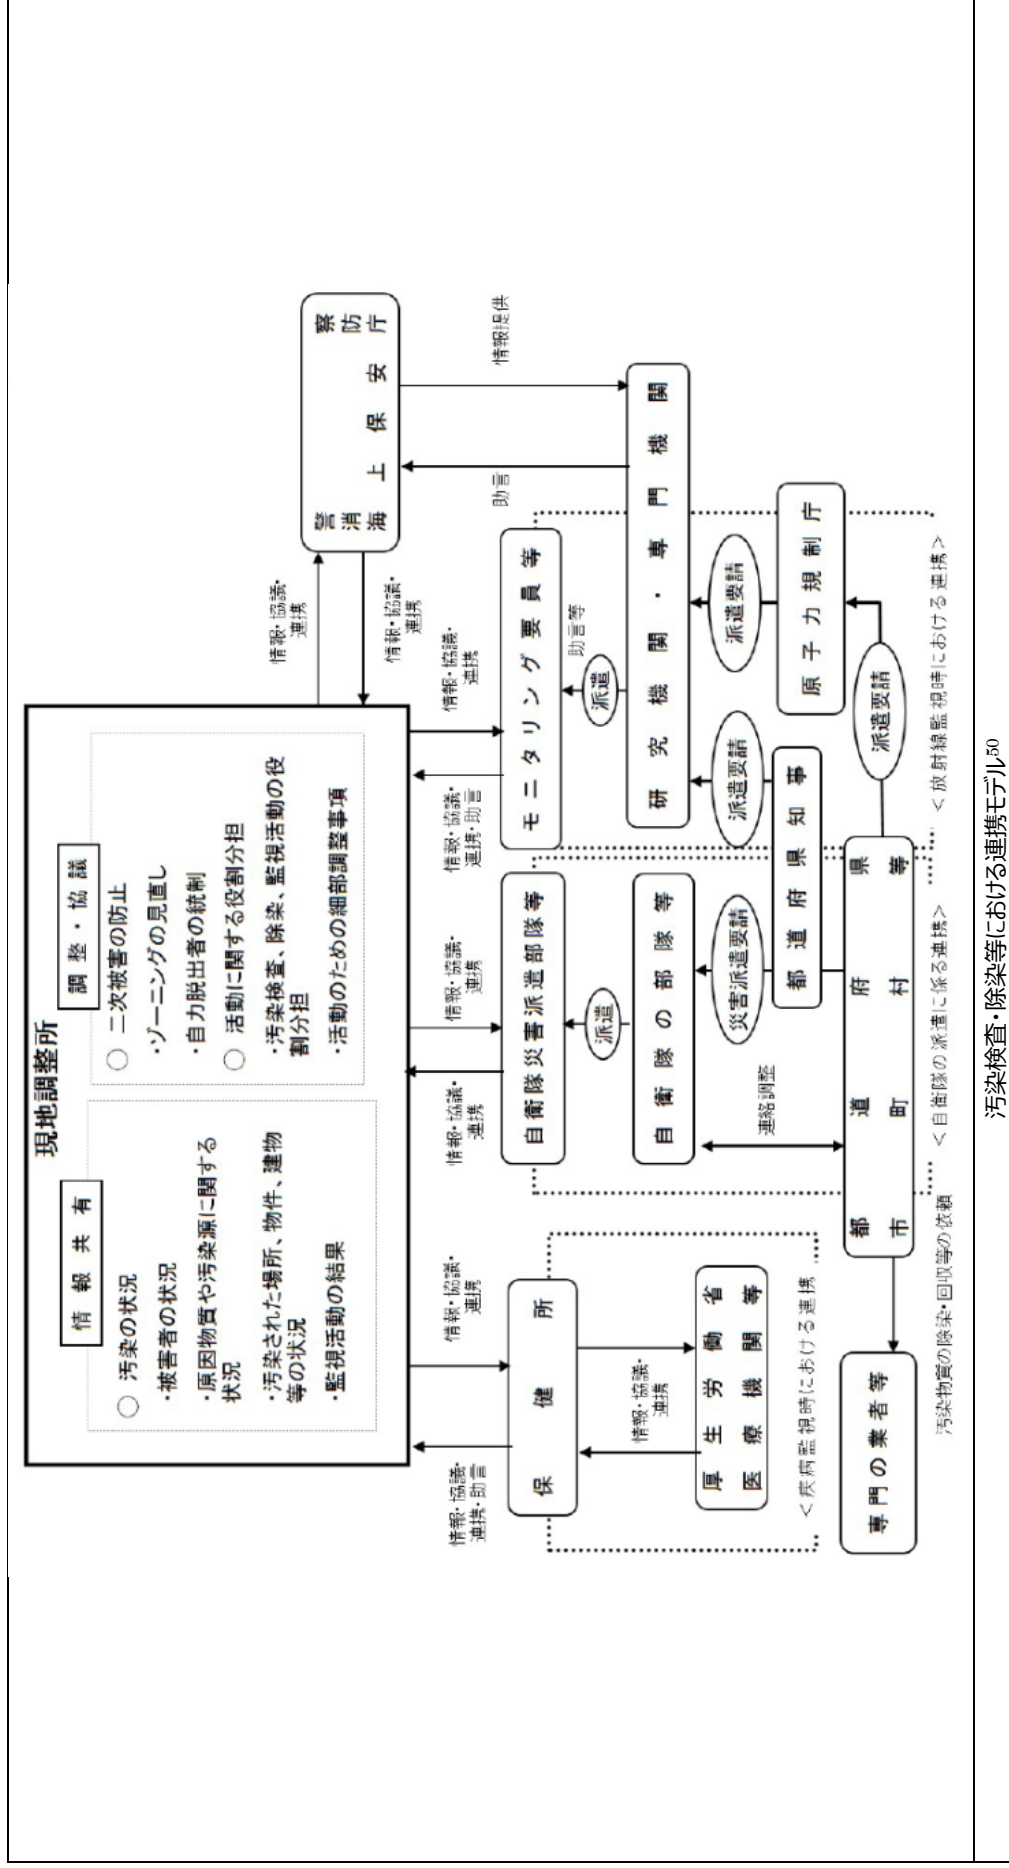 現地調整所
情報共有
○ 汚染の状況
・被害者の状況
・原因物質や汚染源に関する
状況
・汚染された場所、物件、建物
等の状況
・監視活動の結果
調整・協議
○ 二次被害の防止
・ゾーニングの見直し
・自力脱出者の統制
○ 活動に関する役割分担
・汚染検査、除染、監視活動の役
割分担
・活動のための細部調整事項
情報・協議・
連携
情報・協議・
連携
警察
消防
海上保安庁
情報・協議・
連携・助言
情報・協議・
連携
情報・協議・
連携
情報・協議・
連携
情報・協議・
連携・助言
情報・協議・
連携
助言
情報提供
保健所
自衛隊災害派遣部隊等
モニタリング要員等
情報・協議・
連携
派遣
派遣
助言等
厚生労働省
医療機関等
自衛隊の部隊等
研究機関・専門機関
連絡調整
災害派遣要請
派遣要請
派遣要請
都道府県知事
原子力規制庁
<疾病監視時における連携>
専門の業者等
都道府県
市町村等
派遣要請
汚染物質の除染・回収等の依頼
<自衛隊の派遣に係る連携>
<放射線監視時における連携>
汚染検査・除染等における連携モデル50